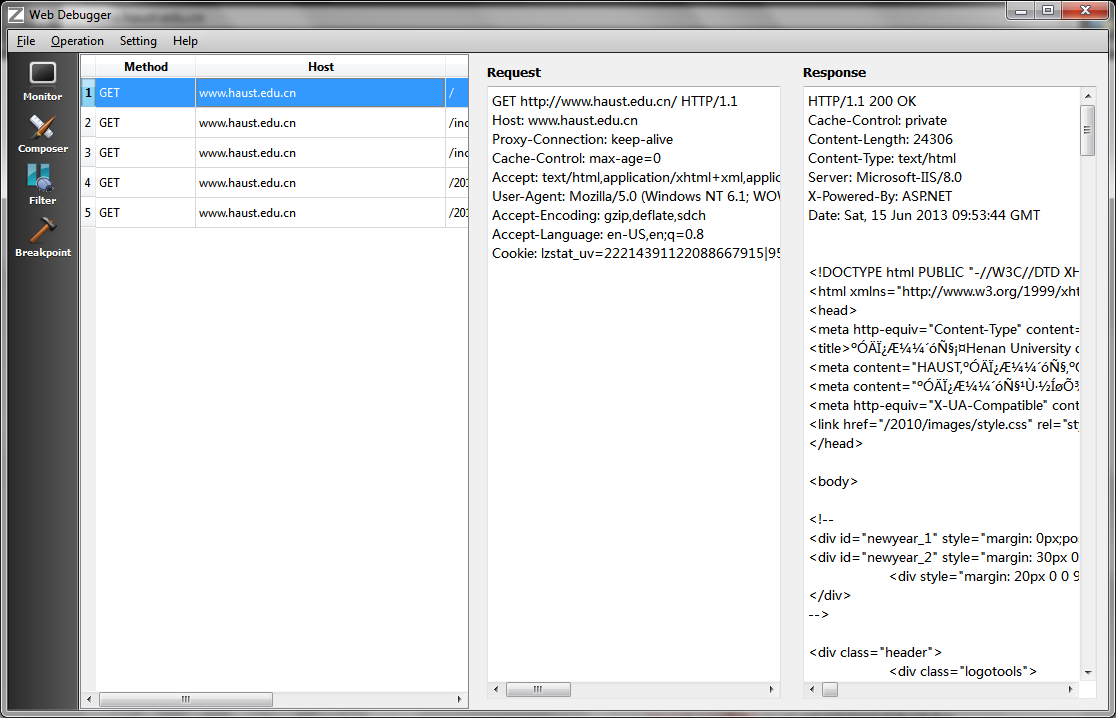 Web Debugger
File Operation Setting Help
Monitor
Composer
Filter
Breakpoint
Method Host
1 GET www.haust.edu.cn /
2 GET www.haust.edu.cn /inc
3 GET www.haust.edu.cn /inc
4 GET www.haust.edu.cn /201
5 GET www.haust.edu.cn /201
Request
GET http://www.haust.edu.cn/ HTTP/1.1
Host: www.haust.edu.cn
Proxy-Connection: keep-alive
Cache-Control: max-age=0
Accept: text/html,application/xhtml+xml,applic
User-Agent: Mozilla/5.0 (Windows NT 6.1; WOW
Accept-Encoding: gzip,deflate,sdch
Accept-Language: en-US,en;q=0.8
Cookie: lzstat_uv=22214391122088667915|95
Response
HTTP/1.1 200 OK
Cache-Control: private
Content-Length: 24306
Content-Type: text/html
Server: Microsoft-IIS/8.0
X-Powered-By: ASP.NET
Date: Sat, 15 Jun 2013 09:53:44 GMT
<!DOCTYPE html PUBLIC "-//W3C//DTD XH
<html xmlns="http://www.w3.org/1999/xht
<head>
<meta http-equiv="Content-Type" content=
<title>ºÓÄÏ¿Æ¼¼´óÑ§¡¤Henan University o
<meta content="HAUST,ºÓÄÏ¿Æ¼¼´óÑ§,ºÓ
<meta content="ºÓÄÏ¿Æ¼¼´óÑ§¹Ù·½ÍøÕ¾
<meta http-equiv="X-UA-Compatible" cont
<link href="/2010/images/style.css" rel="sty
</head>
<body>
<!--
<div id="newyear_1" style="margin: 0px;po
<div id="newyear_2" style="margin: 30px 0
<div style="margin: 20px 0 0 9
</div>
-->
<div class="header">
<div class="logotools">